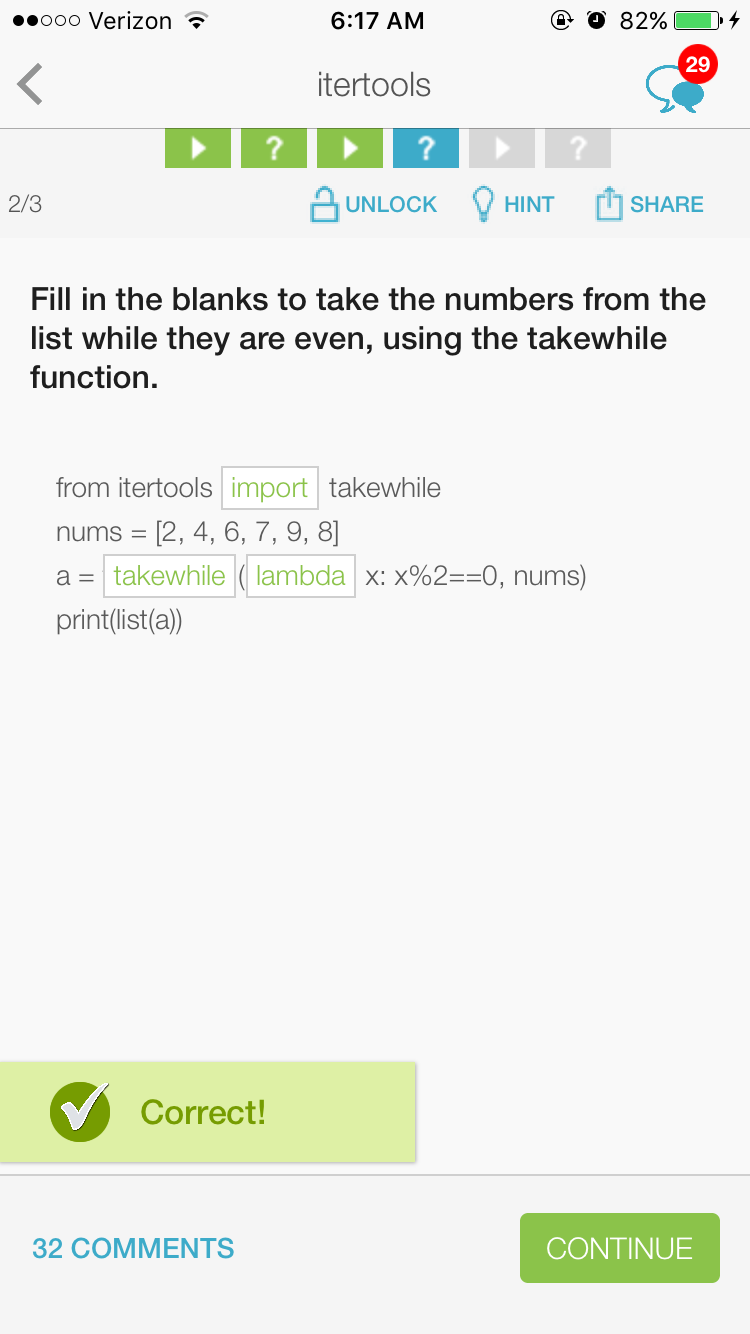 Verizon 6:17 AM 82%
itertools 29
? ? ?
2/3 UNLOCK HINT SHARE
Fill in the blanks to take the numbers from the
list while they are even, using the takewhile
function.
from itertools import takewhile
nums = [2, 4, 6, 7, 9, 8]
a = takewhile ( lambda x: x%2==0, nums)
print(list(a))
Correct!
32 COMMENTS CONTINUE